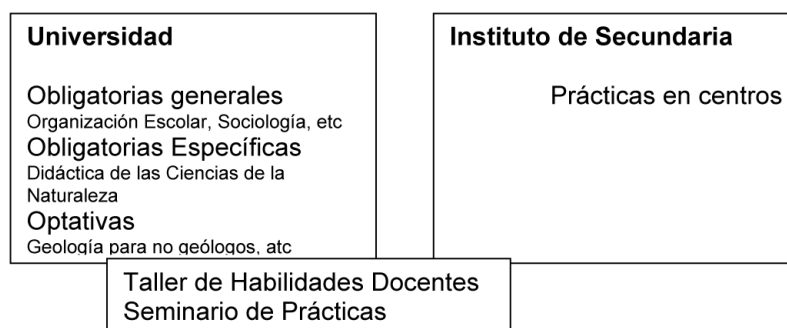 Universidad
Obligatorias generales
Organización Escolar, Sociología, etc
Obligatorias Específicas
Didáctica de las Ciencias de la
Naturaleza
Optativas
Geología para no geólogos, atc
Instituto de Secundaria
Prácticas en centros
Taller de Habilidades Docentes
Seminario de Prácticas